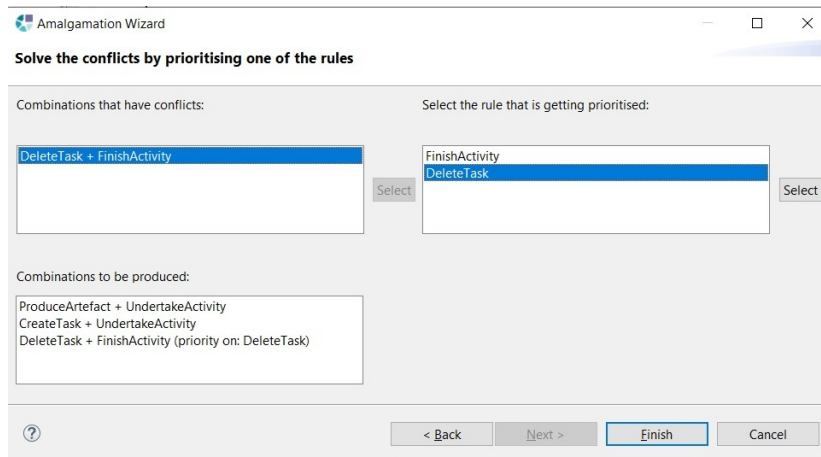 Amalgamation Wizard
Solve the conflicts by prioritising one of the rules
Combinations that have conflicts:
Select the rule that is getting prioritised:
DeleteTask + FinishActivity
Select
FinishActivity
DeleteTask
Select
Combinations to be produced:
ProduceArtefact + UndertakeActivity
CreateTask + UndertakeActivity
DeleteTask + FinishActivity (priority on: DeleteTask)
?
< Back
Next >
Finish
Cancel